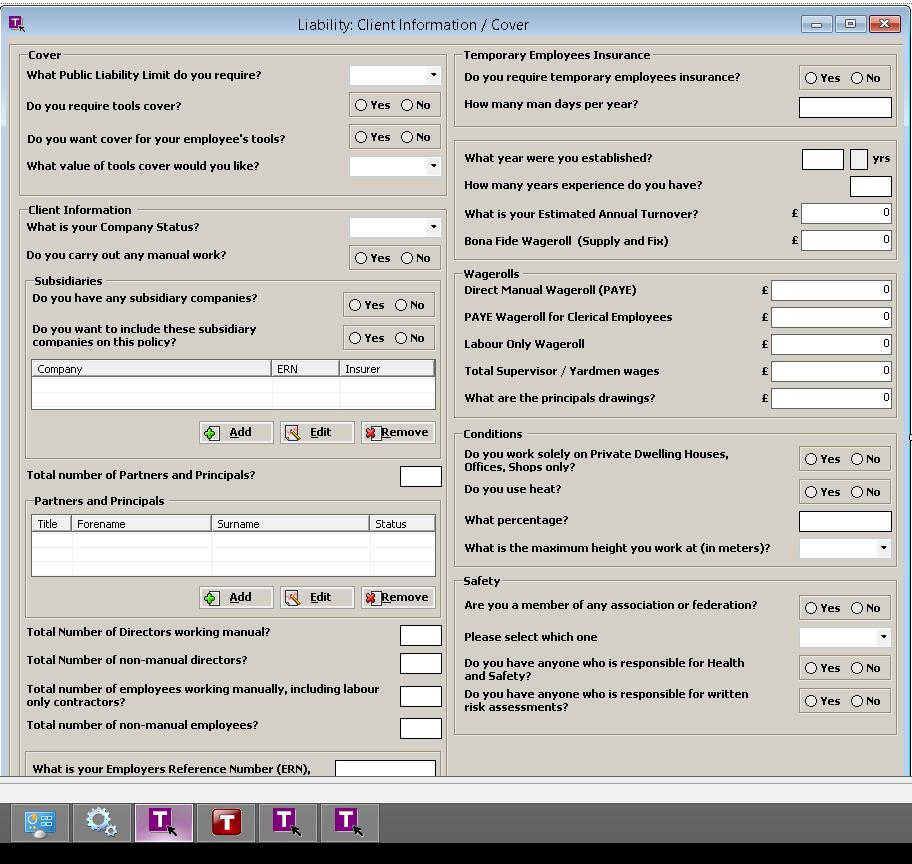 Liability: Client Information / Cover
Cover
What Public Liability Limit do you require?
Do you require tools cover?
Yes No
Do you want cover for your employee's tools?
Yes No
What value of tools cover would you like?
Client Information
What is your Company Status?
Do you carry out any manual work?
Yes No
Subsidiaries
Do you have any subsidiary companies?
Yes No
Do you want to include these subsidiary
companies on this policy?
Yes No
Company ERN Insurer
Add Edit Remove
Total number of Partners and Principals?
Partners and Principals
Title Forename Surname Status
Add Edit Remove
Total Number of Directors working manual?
Total Number of non-manual directors?
Total number of employees working manually, including labour
only contractors?
Total number of non-manual employees?
What is your Employers Reference Number (ERN),
Temporary Employees Insurance
Do you require temporary employees insurance?
Yes No
How many man days per year?
What year were you established?
yrs
How many years experience do you have?
What is your Estimated Annual Turnover? £ 0
Bona Fide Wageroll (Supply and Fix) £ 0
Wagerolls
Direct Manual Wageroll (PAYE) £ 0
PAYE Wageroll for Clerical Employees £ 0
Labour Only Wageroll £ 0
Total Supervisor / Yardmen wages £ 0
What are the principals drawings? £ 0
Conditions
Do you work solely on Private Dwelling Houses,
Offices, Shops only?
Yes No
Do you use heat?
Yes No
What percentage?
What is the maximum height you work at (in meters)?
Safety
Are you a member of any association or federation?
Yes No
Please select which one
Do you have anyone who is responsible for Health
and Safety?
Yes No
Do you have anyone who is responsible for written
risk assessments?
Yes No
T T T T